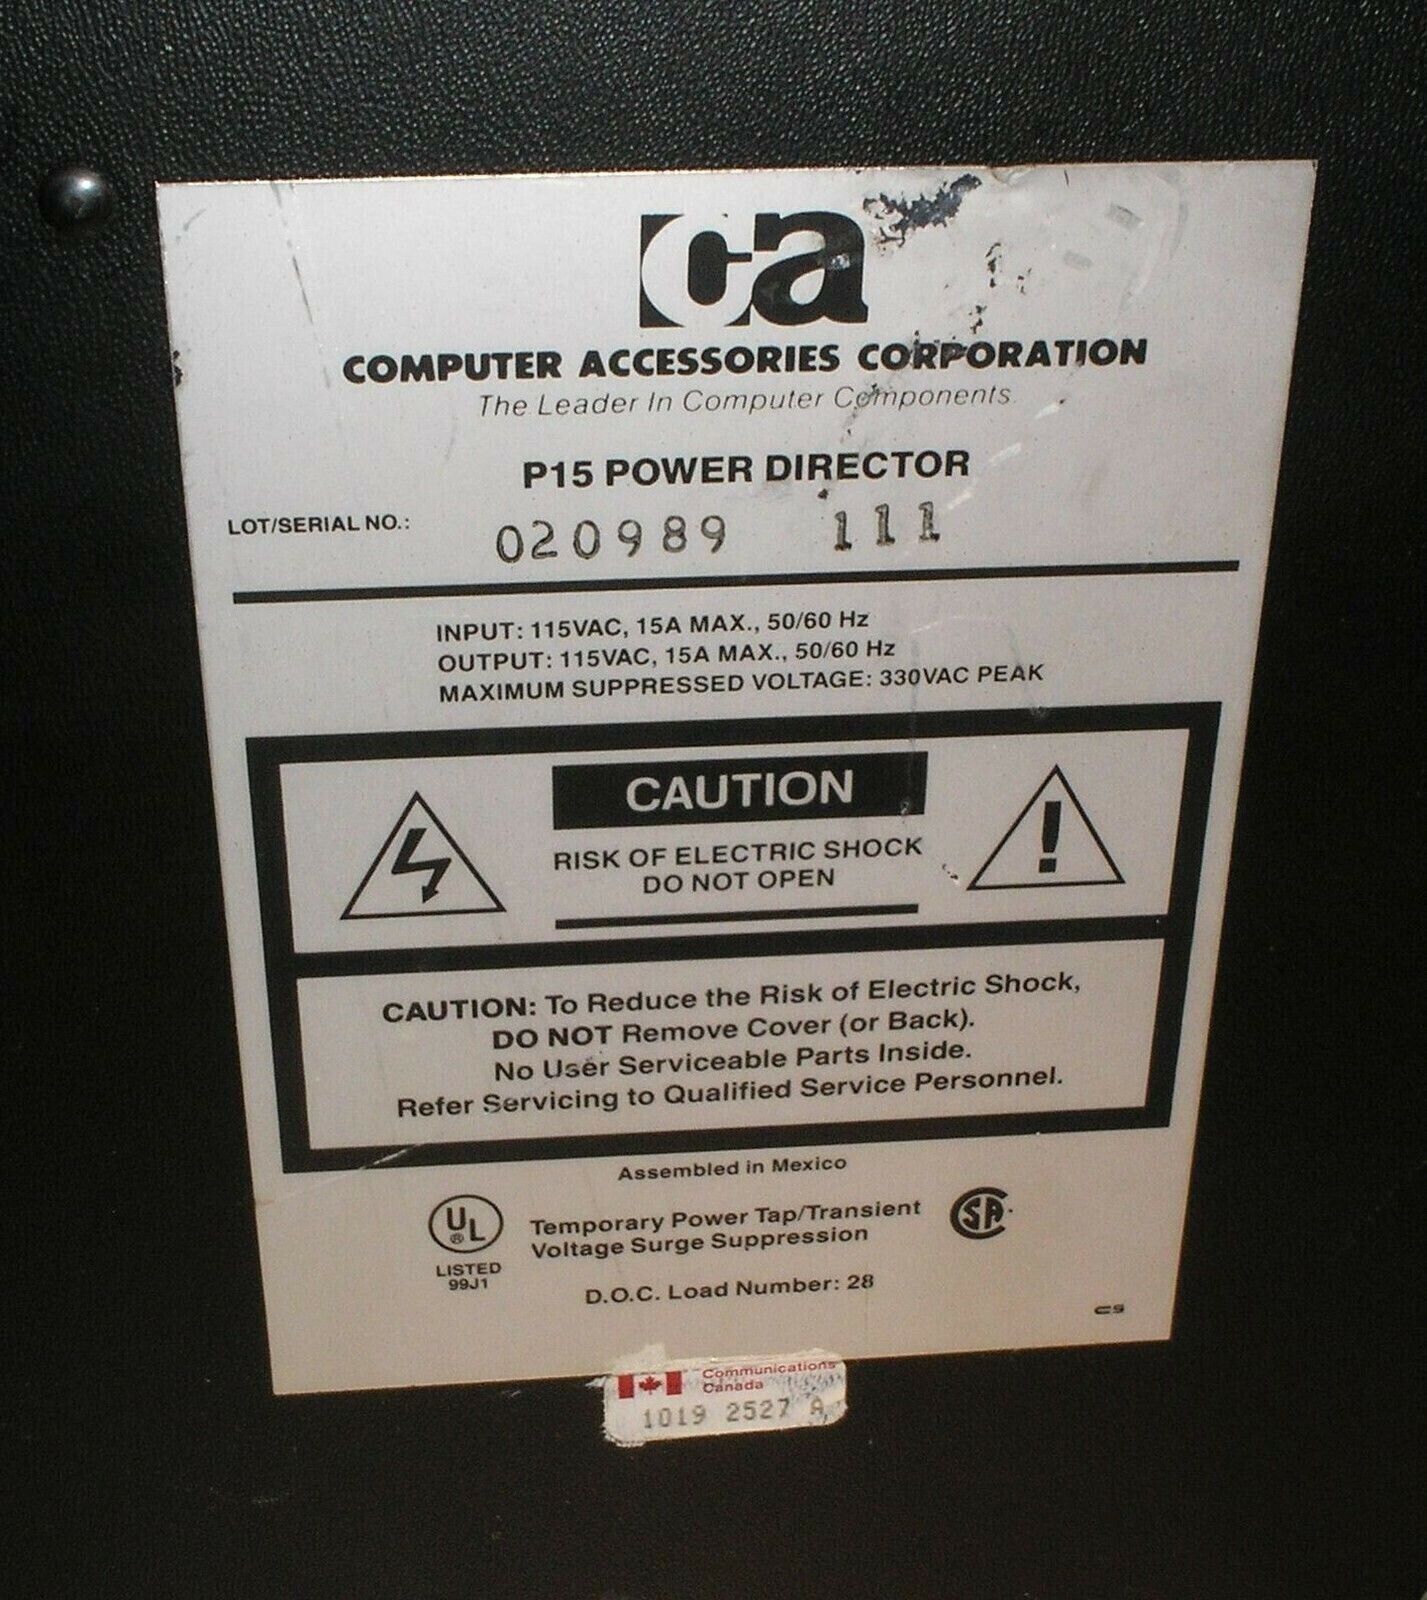 ca
COMPUTER ACCESSORIES CORPORATION
The Leader In Computer Components
P15 POWER DIRECTOR
LOT/SERIAL NO.: 020989 111
INPUT: 115VAC, 15A MAX., 50/60 Hz
OUTPUT: 115VAC, 15A MAX., 50/60 Hz
MAXIMUM SUPPRESSED VOLTAGE: 330VAC PEAK
CAUTION
RISK OF ELECTRIC SHOCK
DO NOT OPEN
CAUTION: To Reduce the Risk of Electric Shock,
DO NOT Remove Cover (or Back).
No User Serviceable Parts Inside.
Refer Servicing to Qualified Service Personnel.
Assembled in Mexico
UL ®
LISTED
99J1
Temporary Power Tap/Transient
Voltage Surge Suppression
SA
D.O.C. Load Number: 28
Communications
Canada
1019 2527 A